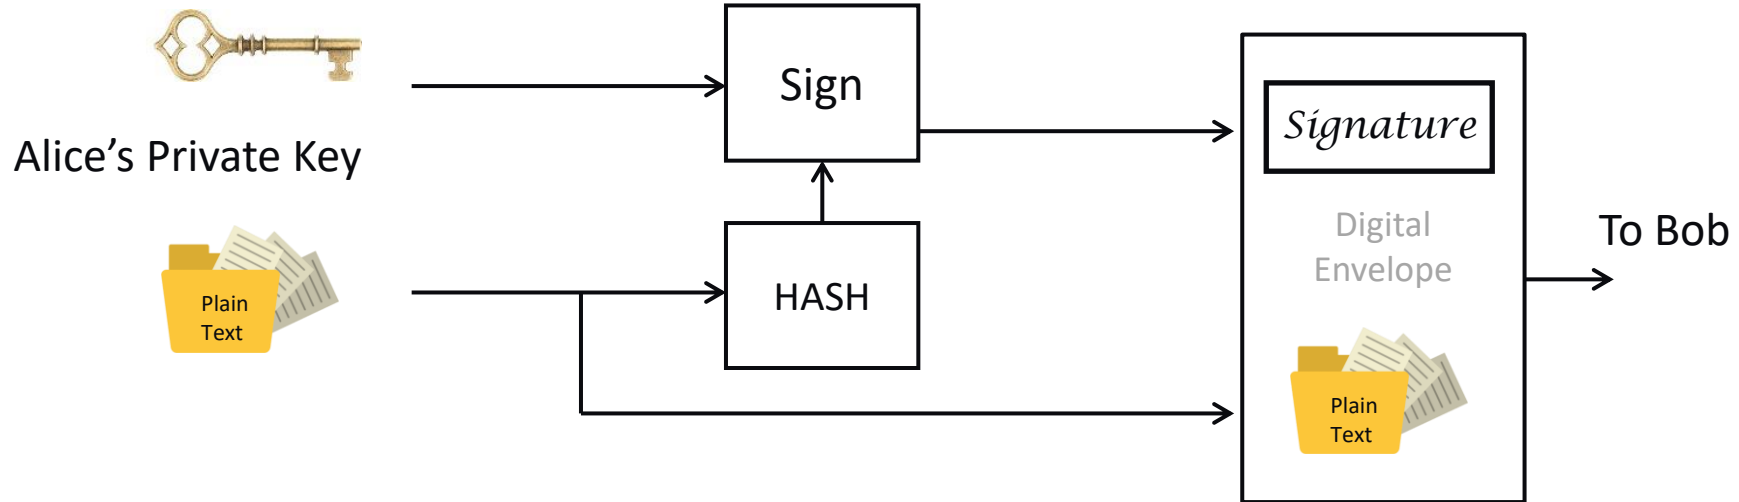 Sign
Signature
Alice’s Private Key
Digital
Envelope
To Bob
HASH
Plain
Text
Plain
Text